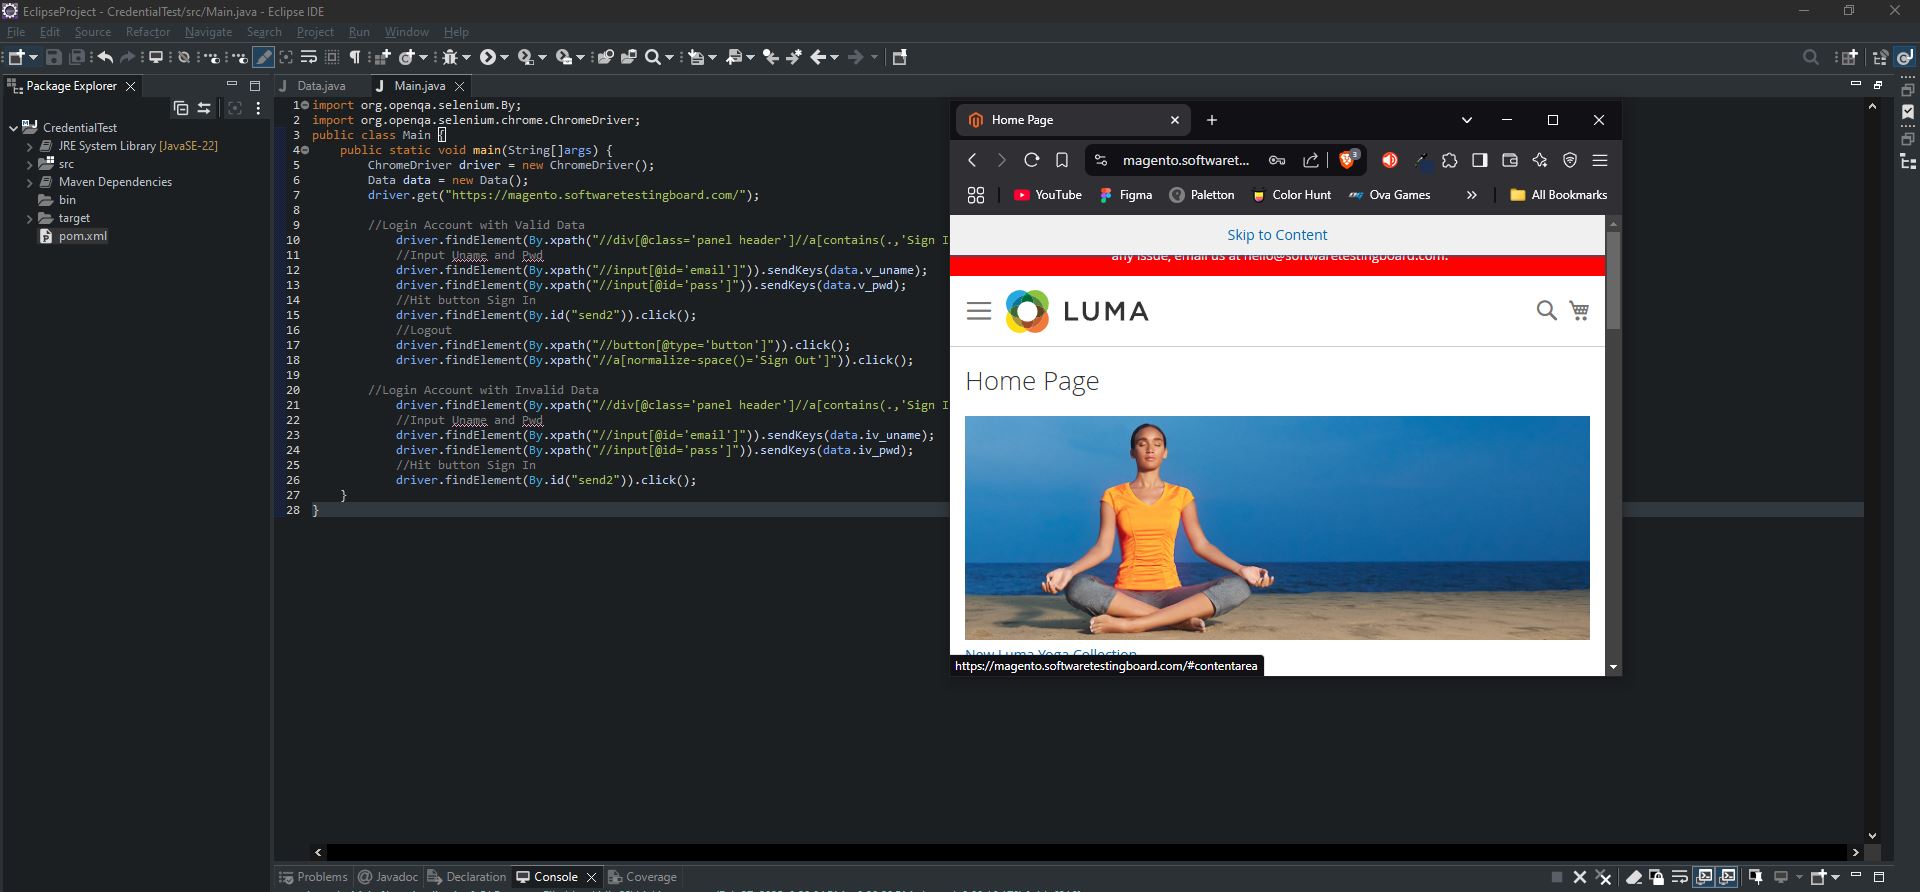 EclipseProject - CredentialTest/src/Main.java - Eclipse IDE
File Edit Source Refactor Navigate Search Project Run Window Help
Package Explorer
CredentialTest
JRE System Library [JavaSE-22]
src
Maven Dependencies
bin
target
pom.xml
Data.java Main.java
1 import org.openqa.selenium.By;
2 import org.openqa.selenium.chrome.ChromeDriver;
3 public class Main {
4 public static void main(String[]args) {
5 ChromeDriver driver = new ChromeDriver();
6 Data data = new Data();
7 driver.get("https://magento.softwaretestingboard.com/");
8
9 //Login Account with Valid Data
10 driver.findElement(By.xpath("//div[@class='panel header']//a[contains(.,'Sign I
11 //Input Uname and Pwd
12 driver.findElement(By.xpath("//input[@id='email']")).sendKeys(data.v_uname);
13 driver.findElement(By.xpath("//input[@id='pass']")).sendKeys(data.v_pwd);
14 //Hit button Sign In
15 driver.findElement(By.id("send2")).click();
16 //Logout
17 driver.findElement(By.xpath("//button[@type='button']")).click();
18 driver.findElement(By.xpath("//a[normalize-space()='Sign Out']")).click();
19
20 //Login Account with Invalid Data
21 driver.findElement(By.xpath("//div[@class='panel header']//a[contains(.,'Sign I
22 //Input Uname and Pwd
23 driver.findElement(By.xpath("//input[@id='email']")).sendKeys(data.iv_uname);
24 driver.findElement(By.xpath("//input[@id='pass']")).sendKeys(data.iv_pwd);
25 //Hit button Sign In
26 driver.findElement(By.id("send2")).click();
27 }
28 }
Home Page
magento.softwaret... 3
YouTube Figma Paletton Color Hunt Ova Games » All Bookmarks
Skip to Content
any issue, email us at hello@softwaretestingboard.com.
LUMA
Home Page
New Luma Yoga Collection
https://magento.softwaretestingboard.com/#contentarea
Problems Javadoc Declaration Console Coverage